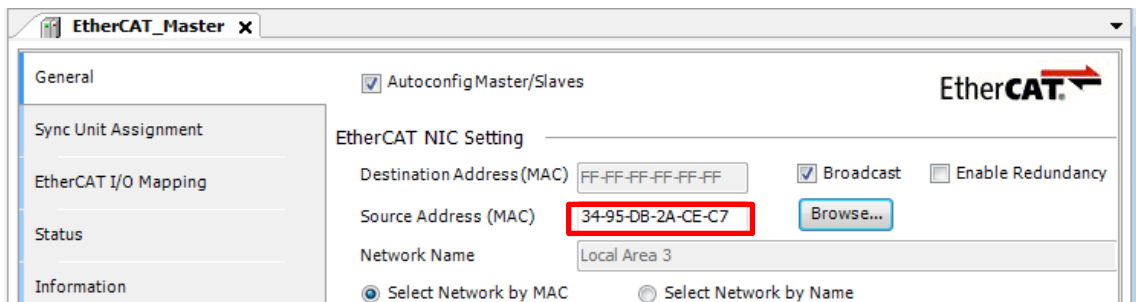 EtherCAT_Master x
General
Autoconfig Master/Slaves
EtherCAT.
Sync Unit Assignment
EtherCAT NIC Setting
EtherCAT I/O Mapping
Destination Address (MAC) FF-FF-FF-FF-FF-FF Broadcast Enable Redundancy
Source Address (MAC) 34-95-DB-2A-CE-C7 Browse...
Status
Network Name Local Area 3
Information
Select Network by MAC Select Network by Name